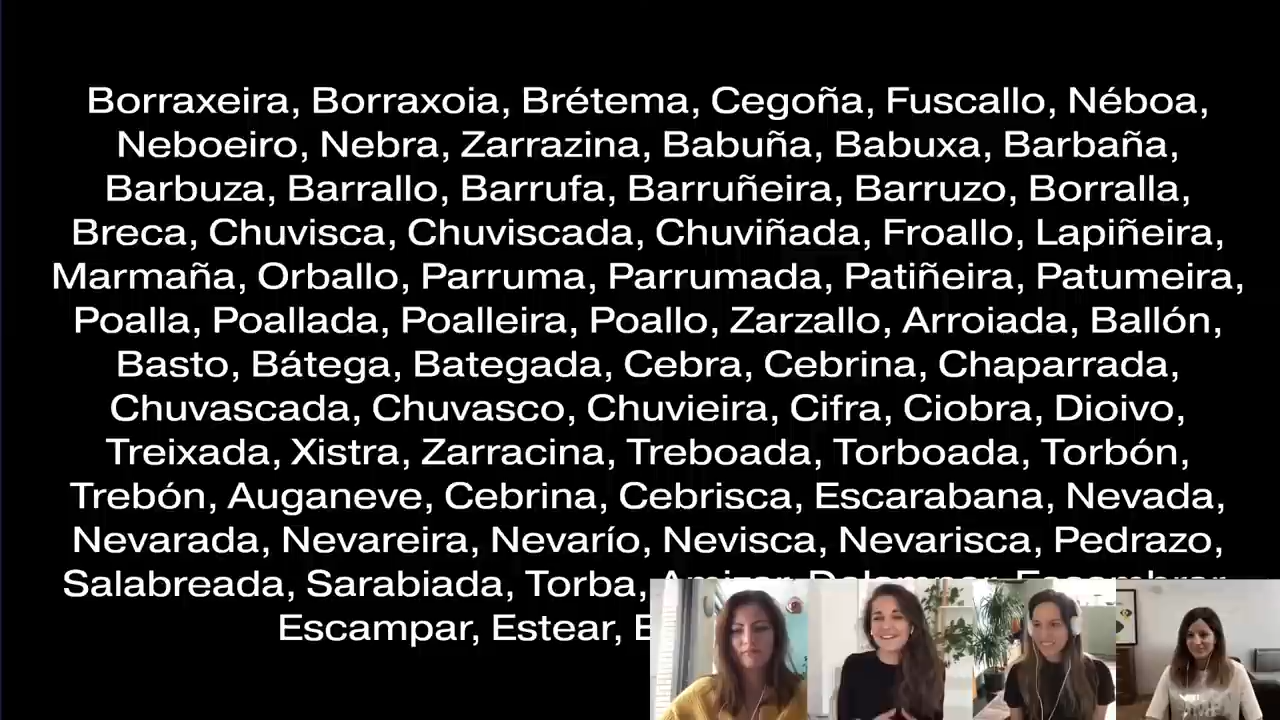 Borraxeira, Borraxoia, Brétema, Cegoña, Fuscallo, Néboa,
Neboeiro, Nebra, Zarrazina, Babuña, Babuxa, Barbaña,
Barbuza, Barrallo, Barrufa, Barruñeira, Barruzo, Borralla,
Breca, Chuvisca, Chuviscada, Chuviñada, Froallo, Lapiñeira,
Marmaña, Orballo, Parruma, Parrumada, Patiñeira, Patumeira,
Poalla, Poallada, Poalleira, Poallo, Zarzallo, Arroiada, Ballón,
Basto, Bátega, Bategada, Cebra, Cebrina, Chaparrada,
Chuvascada, Chuvasco, Chuvieira, Cifra, Ciobra, Dioivo,
Treixada, Xistra, Zarracina, Treboada, Torboada, Torbón,
Trebón, Auganeve, Cebrina, Cebrisca, Escarabana, Nevada,
Nevarada, Nevareira, Nevarío, Nevisca, Nevarisca, Pedrazo,
Salabreada, Sarabiada, Torba,
Escampar, Estear,